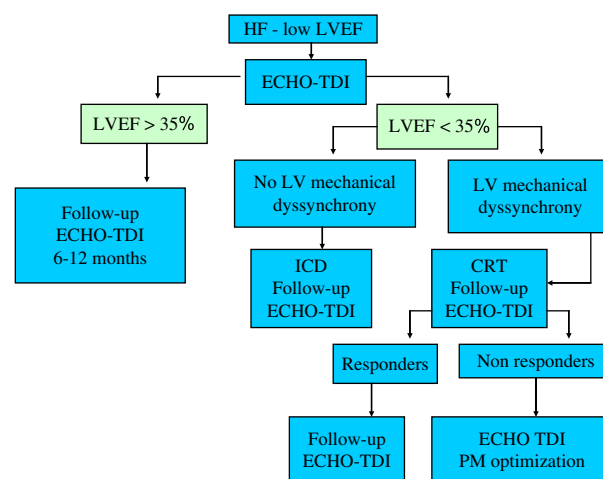 HF - low LVEF
ECHO-TDI
LVEF > 35%
LVEF < 35%
No LV mechanical
dyssynchrony
LV mechanical
dyssynchrony
Follow-up
ECHO-TDI
6-12 months
ICD
Follow-up
ECHO-TDI
CRT
Follow-up
ECHO-TDI
Responders
Non responders
Follow-up
ECHO-TDI
ECHO TDI
PM optimization